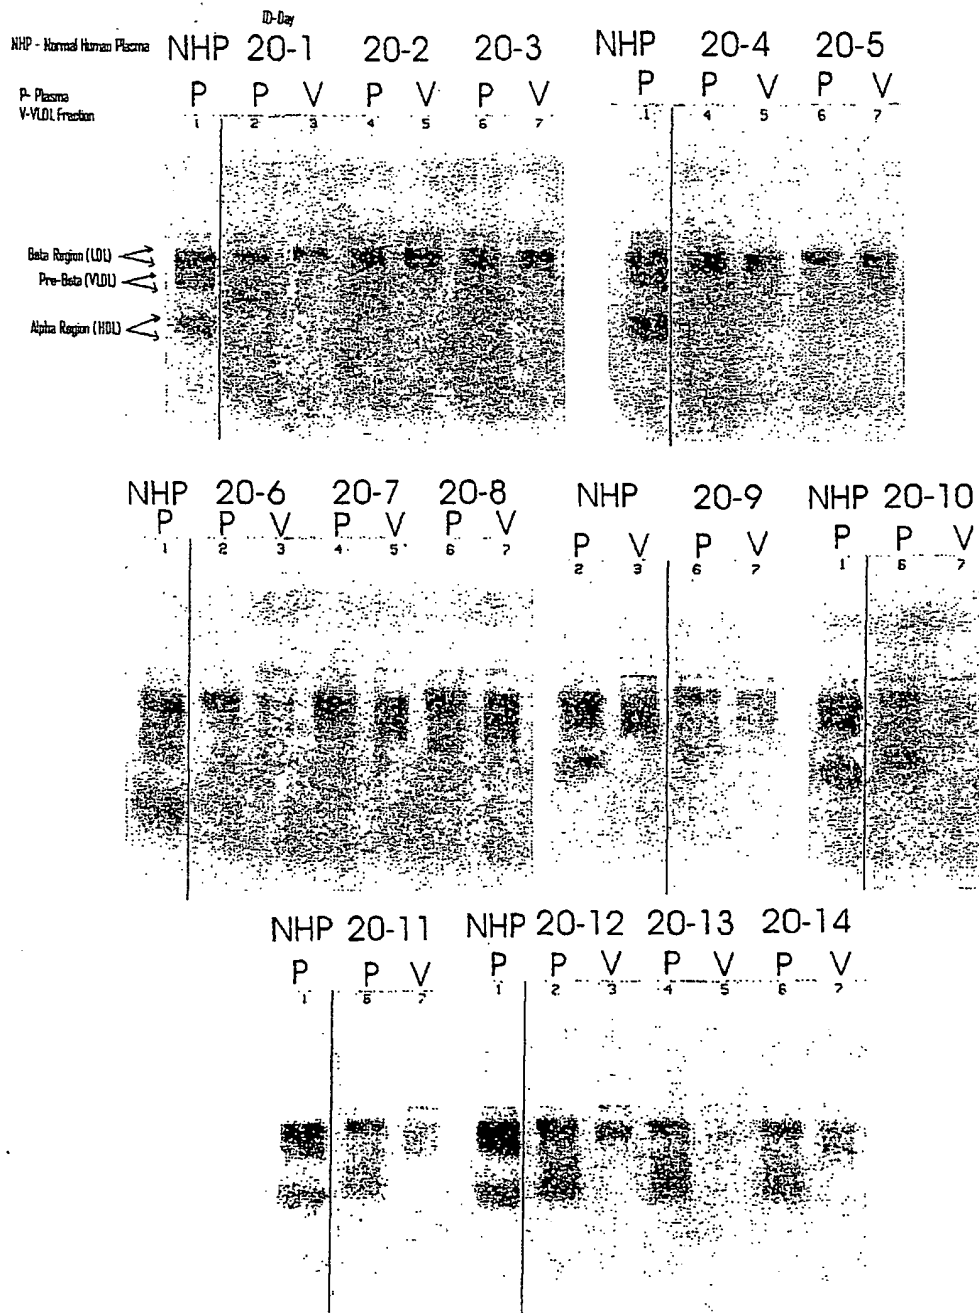 ID-Day
NHP - Normal Human Plasma NHP 20-1 20-2 20-3 NHP 20-4 20-5
P- Plasma P P V P V P V P P V P V
V-VLDL Fraction 1 2 3 4 5 6 7 1 4 5 6 7
Beta Region (LDL)
Pre-Beta (VLDL)
Alpha Region (HDL)
NHP 20-6 20-7 20-8 NHP 20-9 NHP 20-10
P P V P V P V P V P V P P V
1 2 3 4 5 6 7 2 3 6 7 1 6 7
NHP 20-11 NHP 20-12 20-13 20-14
P P V P P V P V P V
1 6 7 1 2 3 4 5 6 7